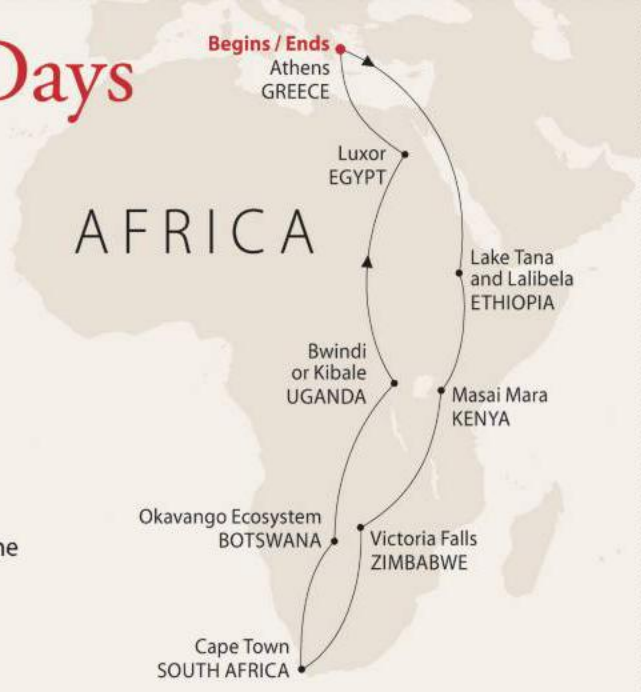 Days
Begins / Ends
Athens
GREECE
Luxor
EGYPT
AFRICA
Lake Tana
and Lalibela
ETHIOPIA
Bwindi
or Kibale
UGANDA
Masai Mara
KENYA
Okavango Ecosystem
BOTSWANA
Victoria Falls
ZIMBABWE
Cape Town
SOUTH AFRICA